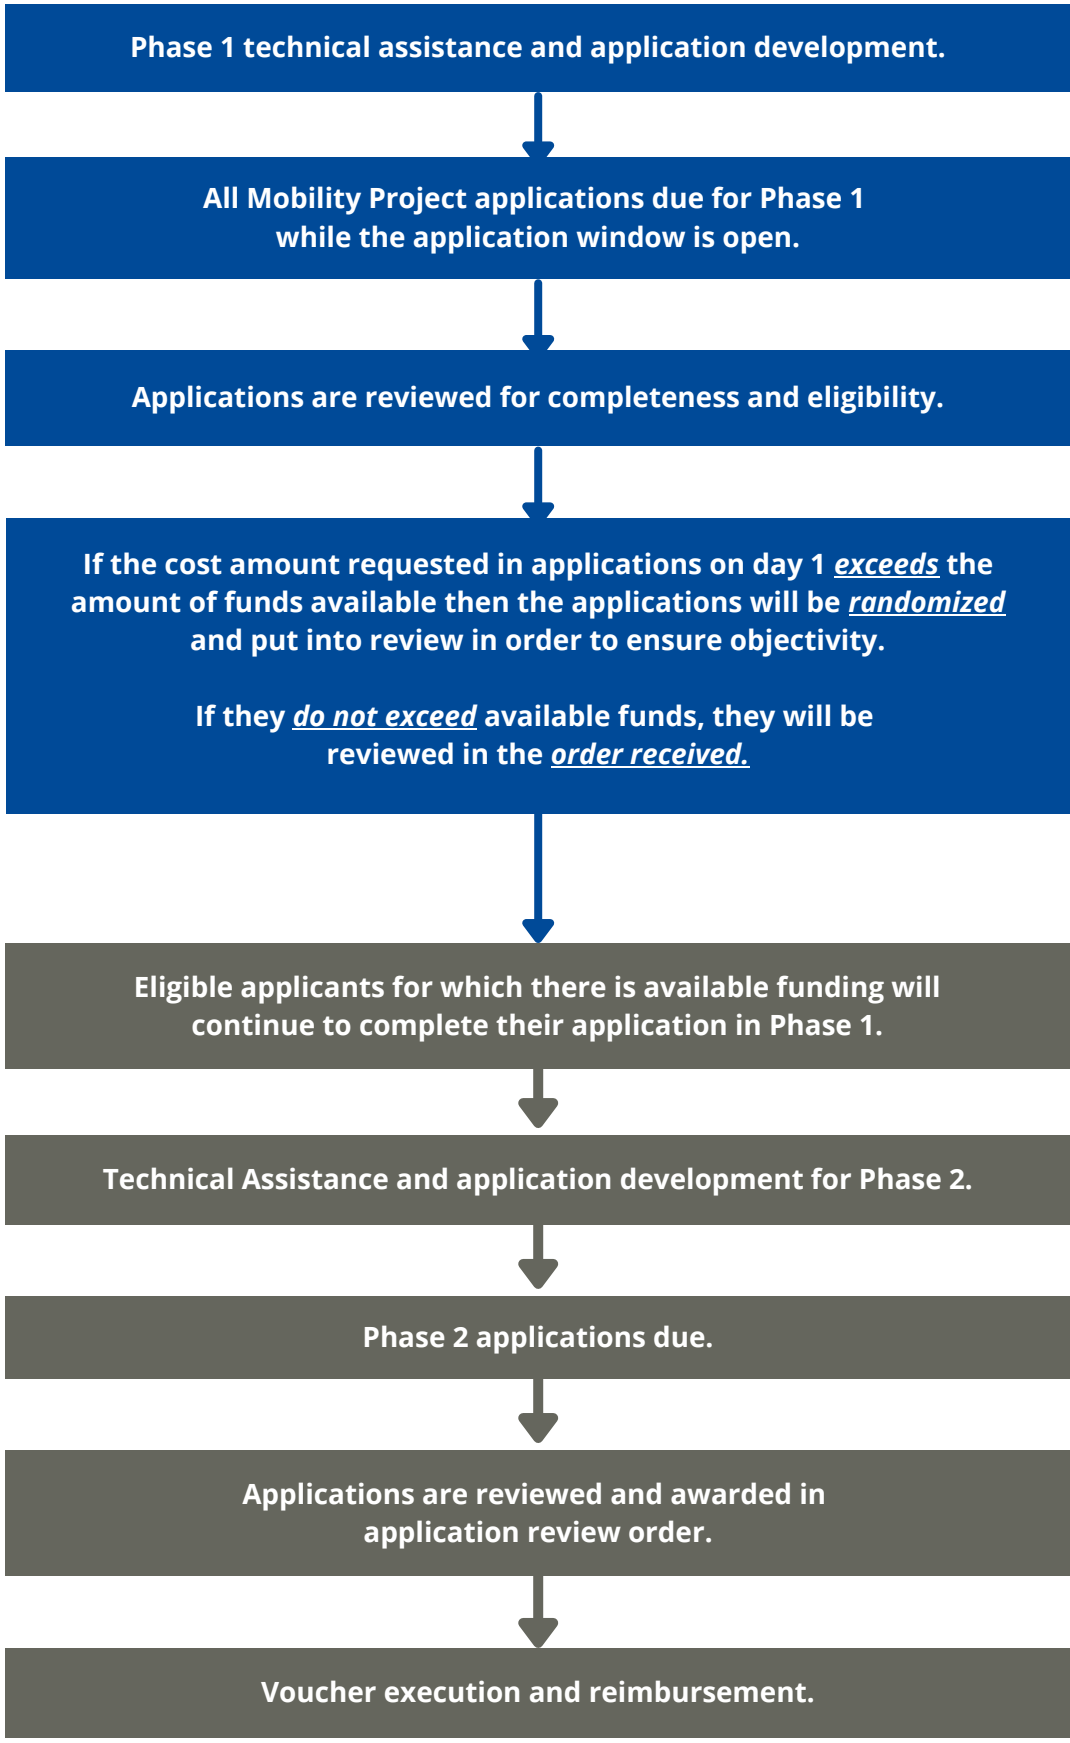 Phase 1 technical assistance and application development.
All Mobility Project applications due for Phase 1
while the application window is open.
Applications are reviewed for completeness and eligibility.
If the cost amount requested in applications on day 1 exceeds the
amount of funds available then the applications will be randomized
and put into review in order to ensure objectivity.
If they do not exceed available funds, they will be
reviewed in the order received.
Eligible applicants for which there is available funding will
continue to complete their application in Phase 1.
Technical Assistance and application development for Phase 2.
Phase 2 applications due.
Applications are reviewed and awarded in
application review order.
Voucher execution and reimbursement.